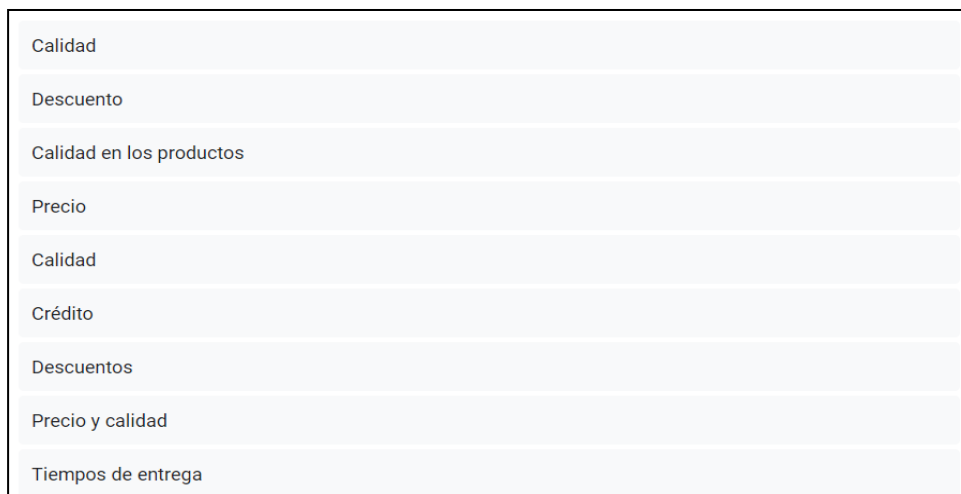 Calidad
Descuento
Calidad en los productos
Precio
Calidad
Crédito
Descuentos
Precio y calidad
Tiempos de entrega